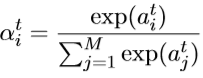 α_i^t = exp(a_i^t) / ∑_{j=1}^{M} exp(a_j^t)